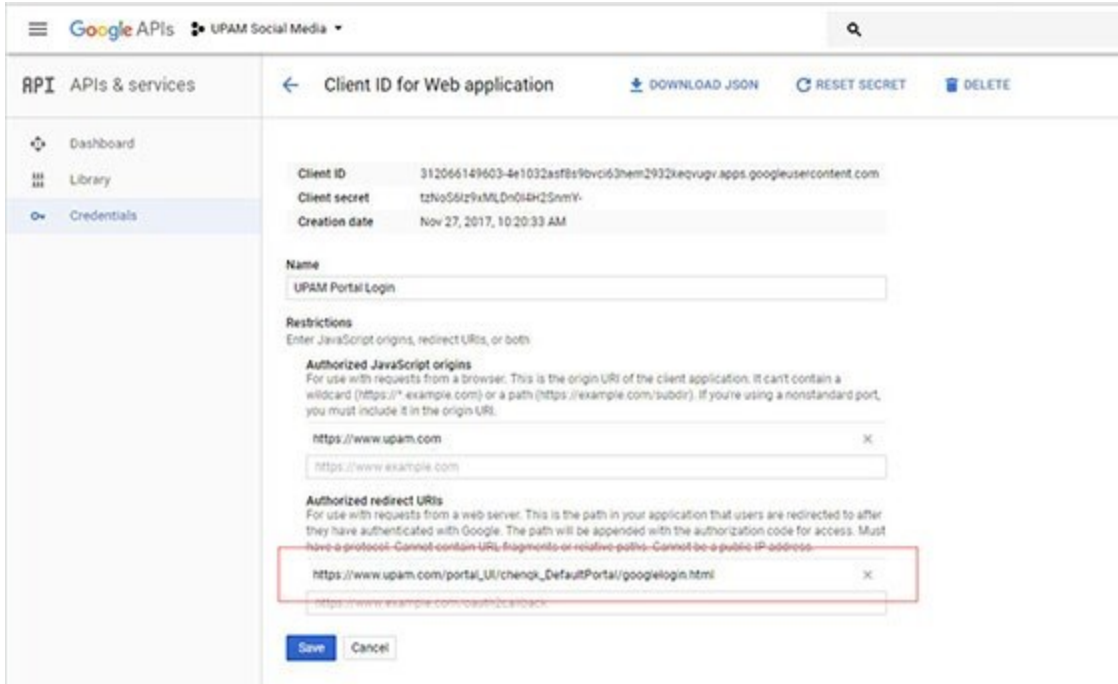 Google APIs UPAM Social Media
API APIs & services
Client ID for Web application DOWNLOAD JSON RESET SECRET DELETE
Dashboard
Library
Credentials
Client ID 312066149603-4e1032asf8s9bvci63hem2932keqvugv.apps.googleusercontent.com
Client secret
Creation date Nov 27, 2017, 10:20:33 AM
Name
UPAM Portal Login
Restrictions
Enter JavaScript origins, redirect URIs, or both
Authorized JavaScript origins
For use with requests from a browser. This is the origin URI of the client application. It can't contain a
wildcard (https://*.example.com) or a path (https://example.com/subdir). If you're using a nonstandard port,
you must include it in the origin URI.
https://www.upam.com
https://www.example.com
Authorized redirect URIs
For use with requests from a web server. This is the path in your application that users are redirected to after
they have authenticated with Google. The path will be appended with the authorization code for access. Must
have a protocol. Cannot contain URL fragments or relative paths. Cannot be a public IP address.
https://www.upam.com/portal_UI/chenqk_DefaultPortal/googlelogin.html
https://www.example.com/oauth2callback
Save Cancel